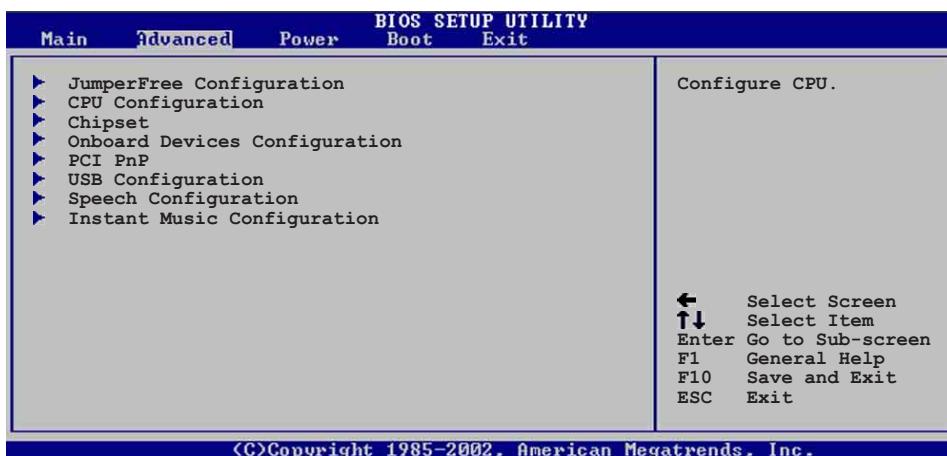 BIOS SETUP UTILITY
Main Advanced Power Boot Exit
JumperFree Configuration
CPU Configuration
Chipset
Onboard Devices Configuration
PCI PnP
USB Configuration
Speech Configuration
Instant Music Configuration
Configure CPU.
← Select Screen
↑↓ Select Item
Enter Go to Sub-screen
F1 General Help
F10 Save and Exit
ESC Exit
(C)Copyright 1985-2002, American Megatrends, Inc.